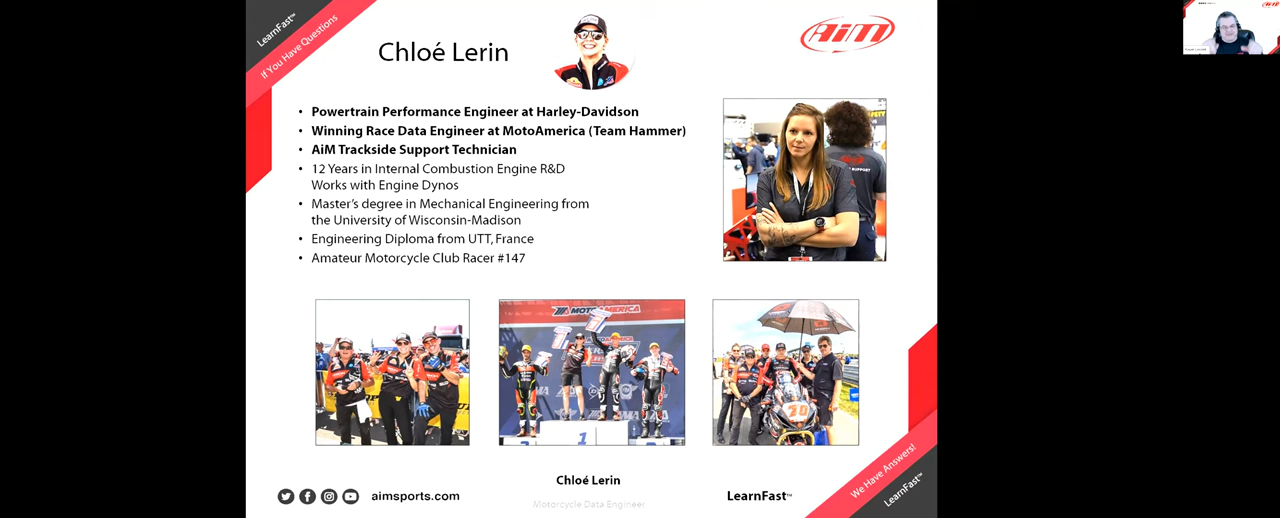 LearnFast™
If You Have Questions
Chloé Lerin
AiM
• Powertrain Performance Engineer at Harley-Davidson
• Winning Race Data Engineer at MotoAmerica (Team Hammer)
• AiM Trackside Support Technician
• 12 Years in Internal Combustion Engine R&D
Works with Engine Dynos
• Master's degree in Mechanical Engineering from
the University of Wisconsin-Madison
• Engineering Diploma from UTT, France
• Amateur Motorcycle Club Racer #147
MOTOAMERICA
1
Chloé Lerin
Motorcycle Data Engineer
aimsports.com
LearnFast™
We Have Answers!
LearnFast™